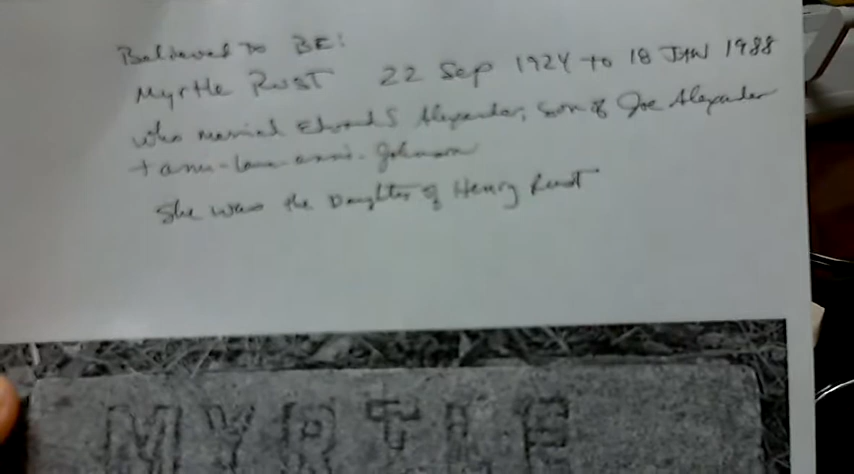 Believed To BE:
Myrtle Rust 22 Sep 1924 to 18 JAN 1988
who married Edward S Alexander, son of Joe Alexander
+ Johnson
She was the Daughter of Henry Rust
MYRTLE